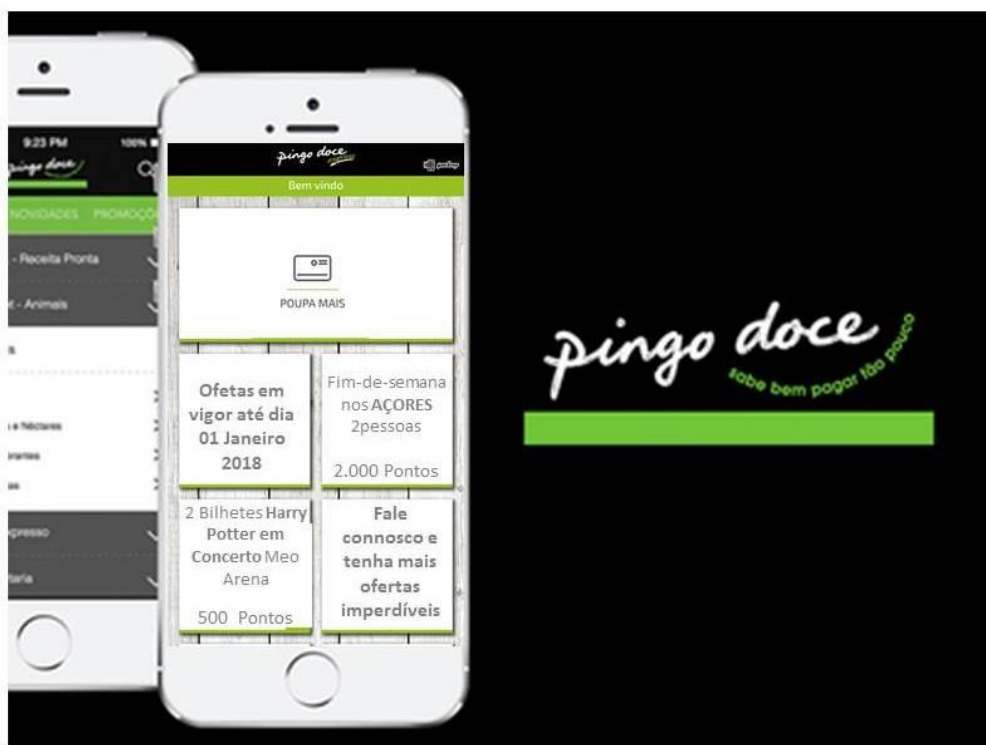 9:23 PM
100%
pingo doce
NOVIDADES PROMOÇÕ
- Receita Pronta
- Animais
s e Néctares
pingo doce
express
Bem vindo
POUPA MAIS
Ofetas em
vigor até dia
01 Janeiro
2018
Fim-de-semana
nos AÇORES
2pessoas
2.000 Pontos
2 Bilhetes Harry
Potter em
Concerto Meo
Arena
500 Pontos
Fale
connosco e
tenha mais
ofertas
imperdíveis
pingo doce
sabe bem pagar tão pouco